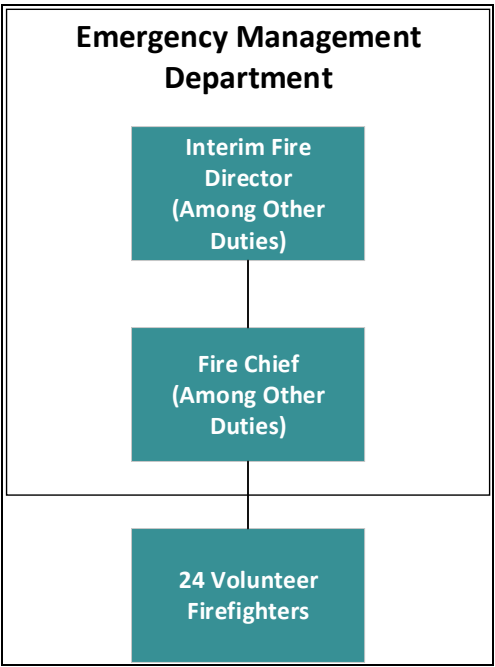 Emergency Management
Department
Interim Fire
Director
(Among Other
Duties)
Fire Chief
(Among Other
Duties)
24 Volunteer
Firefighters